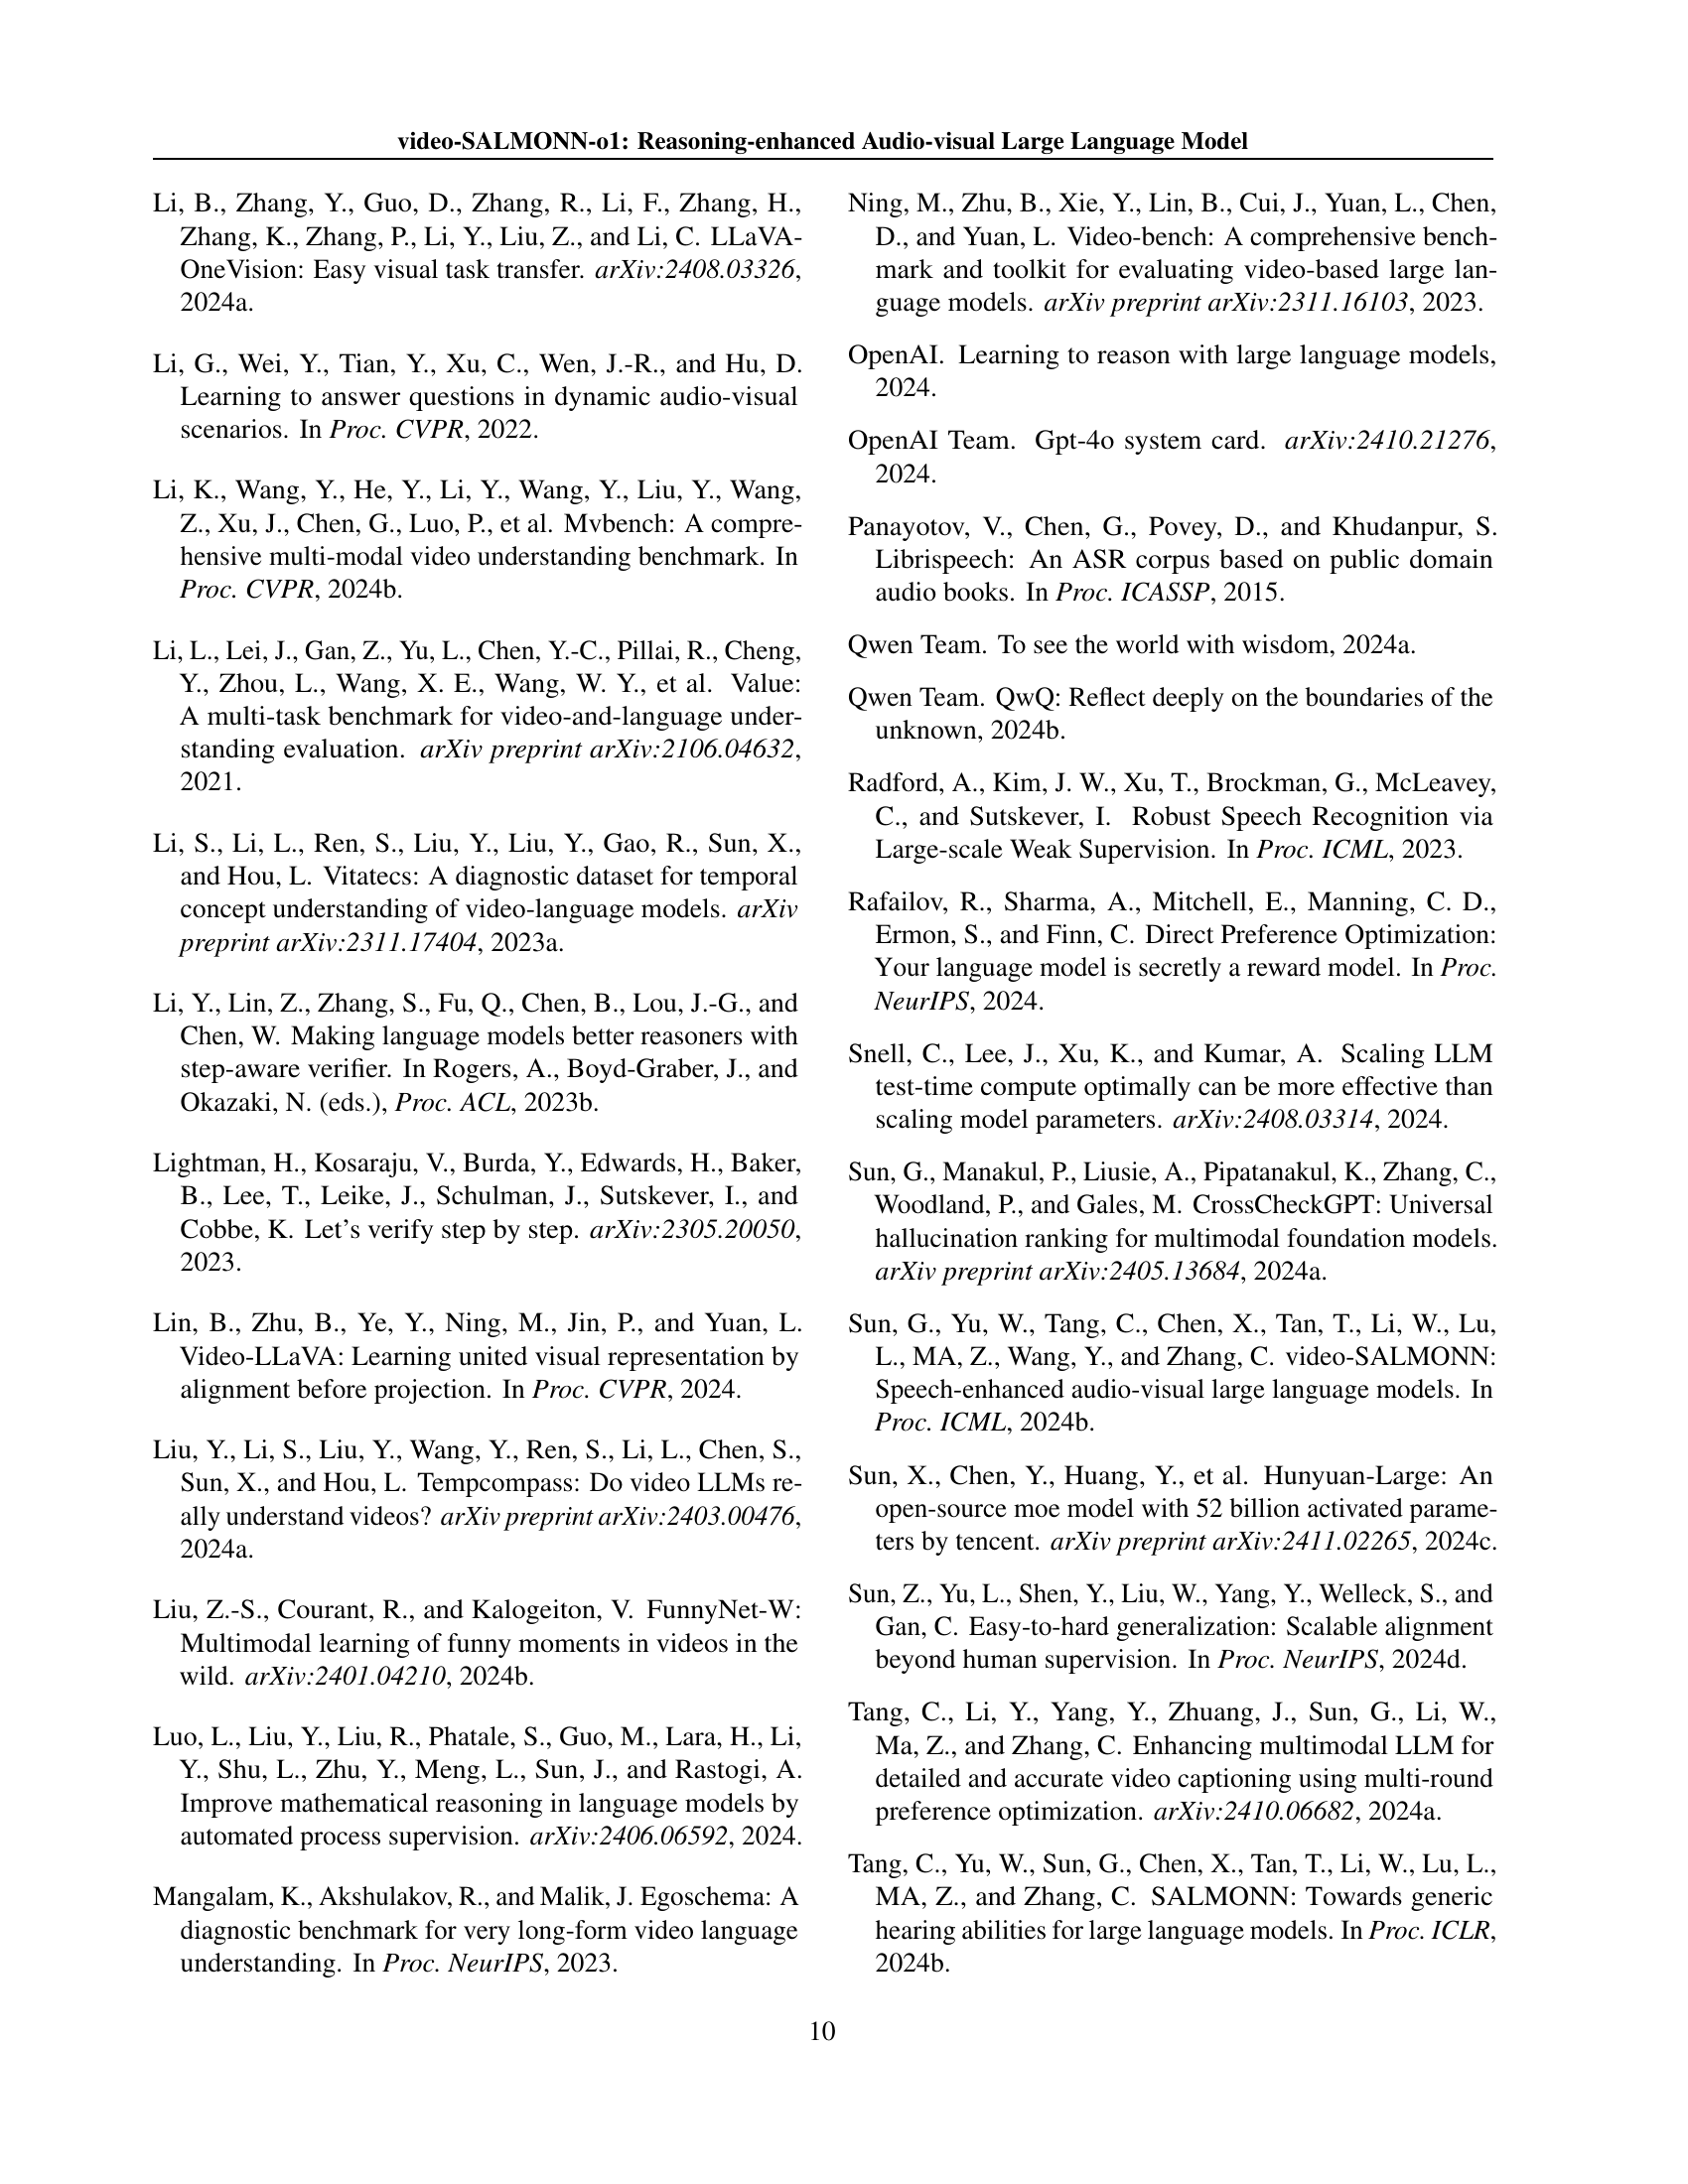 video-SALMONN-o1: Reasoning-enhanced Audio-visual Large Language Model
Li, B., Zhang, Y., Guo, D., Zhang, R., Li, F., Zhang, H.,
Zhang, K., Zhang, P., Li, Y., Liu, Z., and Li, C. LLaVA-
OneVision: Easy visual task transfer. arXiv:2408.03326,
2024a.
Li, G., Wei, Y., Tian, Y., Xu, C., Wen, J.-R., and Hu, D.
Learning to answer questions in dynamic audio-visual
scenarios. In Proc. CVPR, 2022.
Li, K., Wang, Y., He, Y., Li, Y., Wang, Y., Liu, Y., Wang,
Z., Xu, J., Chen, G., Luo, P., et al. Mvbench: A compre-
hensive multi-modal video understanding benchmark. In
Proc. CVPR, 2024b.
Li, L., Lei, J., Gan, Z., Yu, L., Chen, Y.-C., Pillai, R., Cheng,
Y., Zhou, L., Wang, X. E., Wang, W. Y., et al. Value:
A multi-task benchmark for video-and-language under-
standing evaluation. arXiv preprint arXiv:2106.04632,
2021.
Li, S., Li, L., Ren, S., Liu, Y., Liu, Y., Gao, R., Sun, X.,
and Hou, L. Vitatecs: A diagnostic dataset for temporal
concept understanding of video-language models. arXiv
preprint arXiv:2311.17404, 2023a.
Li, Y., Lin, Z., Zhang, S., Fu, Q., Chen, B., Lou, J.-G., and
Chen, W. Making language models better reasoners with
step-aware verifier. In Rogers, A., Boyd-Graber, J., and
Okazaki, N. (eds.), Proc. ACL, 2023b.
Lightman, H., Kosaraju, V., Burda, Y., Edwards, H., Baker,
B., Lee, T., Leike, J., Schulman, J., Sutskever, I., and
Cobbe, K. Let's verify step by step. arXiv:2305.20050,
2023.
Lin, B., Zhu, B., Ye, Y., Ning, M., Jin, P., and Yuan, L.
Video-LLaVA: Learning united visual representation by
alignment before projection. In Proc. CVPR, 2024.
Liu, Y., Li, S., Liu, Y., Wang, Y., Ren, S., Li, L., Chen, S.,
Sun, X., and Hou, L. Tempcompass: Do video LLMs re-
ally understand videos? arXiv preprint arXiv:2403.00476,
2024a.
Liu, Z.-S., Courant, R., and Kalogeiton, V. FunnyNet-W:
Multimodal learning of funny moments in videos in the
wild. arXiv:2401.04210, 2024b.
Luo, L., Liu, Y., Liu, R., Phatale, S., Guo, M., Lara, H., Li,
Y., Shu, L., Zhu, Y., Meng, L., Sun, J., and Rastogi, A.
Improve mathematical reasoning in language models by
automated process supervision. arXiv:2406.06592, 2024.
Mangalam, K., Akshulakov, R., and Malik, J. Egoschema: A
diagnostic benchmark for very long-form video language
understanding. In Proc. NeurIPS, 2023.
Ning, M., Zhu, B., Xie, Y., Lin, B., Cui, J., Yuan, L., Chen,
D., and Yuan, L. Video-bench: A comprehensive bench-
mark and toolkit for evaluating video-based large lan-
guage models. arXiv preprint arXiv:2311.16103, 2023.
OpenAI. Learning to reason with large language models,
2024.
OpenAI Team. Gpt-4o system card. arXiv:2410.21276,
2024.
Panayotov, V., Chen, G., Povey, D., and Khudanpur, S.
Librispeech: An ASR corpus based on public domain
audio books. In Proc. ICASSP, 2015.
Qwen Team. To see the world with wisdom, 2024a.
Qwen Team. QwQ: Reflect deeply on the boundaries of the
unknown, 2024b.
Radford, A., Kim, J. W., Xu, T., Brockman, G., McLeavey,
C., and Sutskever, I. Robust Speech Recognition via
Large-scale Weak Supervision. In Proc. ICML, 2023.
Rafailov, R., Sharma, A., Mitchell, E., Manning, C. D.,
Ermon, S., and Finn, C. Direct Preference Optimization:
Your language model is secretly a reward model. In Proc.
NeurIPS, 2024.
Snell, C., Lee, J., Xu, K., and Kumar, A. Scaling LLM
test-time compute optimally can be more effective than
scaling model parameters. arXiv:2408.03314, 2024.
Sun, G., Manakul, P., Liusie, A., Pipatanakul, K., Zhang, C.,
Woodland, P., and Gales, M. CrossCheckGPT: Universal
hallucination ranking for multimodal foundation models.
arXiv preprint arXiv:2405.13684, 2024a.
Sun, G., Yu, W., Tang, C., Chen, X., Tan, T., Li, W., Lu,
L., MA, Z., Wang, Y., and Zhang, C. video-SALMONN:
Speech-enhanced audio-visual large language models. In
Proc. ICML, 2024b.
Sun, X., Chen, Y., Huang, Y., et al. Hunyuan-Large: An
open-source moe model with 52 billion activated parame-
ters by tencent. arXiv preprint arXiv:2411.02265, 2024c.
Sun, Z., Yu, L., Shen, Y., Liu, W., Yang, Y., Welleck, S., and
Gan, C. Easy-to-hard generalization: Scalable alignment
beyond human supervision. In Proc. NeurIPS, 2024d.
Tang, C., Li, Y., Yang, Y., Zhuang, J., Sun, G., Li, W.,
Ma, Z., and Zhang, C. Enhancing multimodal LLM for
detailed and accurate video captioning using multi-round
preference optimization. arXiv:2410.06682, 2024a.
Tang, C., Yu, W., Sun, G., Chen, X., Tan, T., Li, W., Lu, L.,
MA, Z., and Zhang, C. SALMONN: Towards generic
hearing abilities for large language models. In Proc. ICLR,
2024b.
10